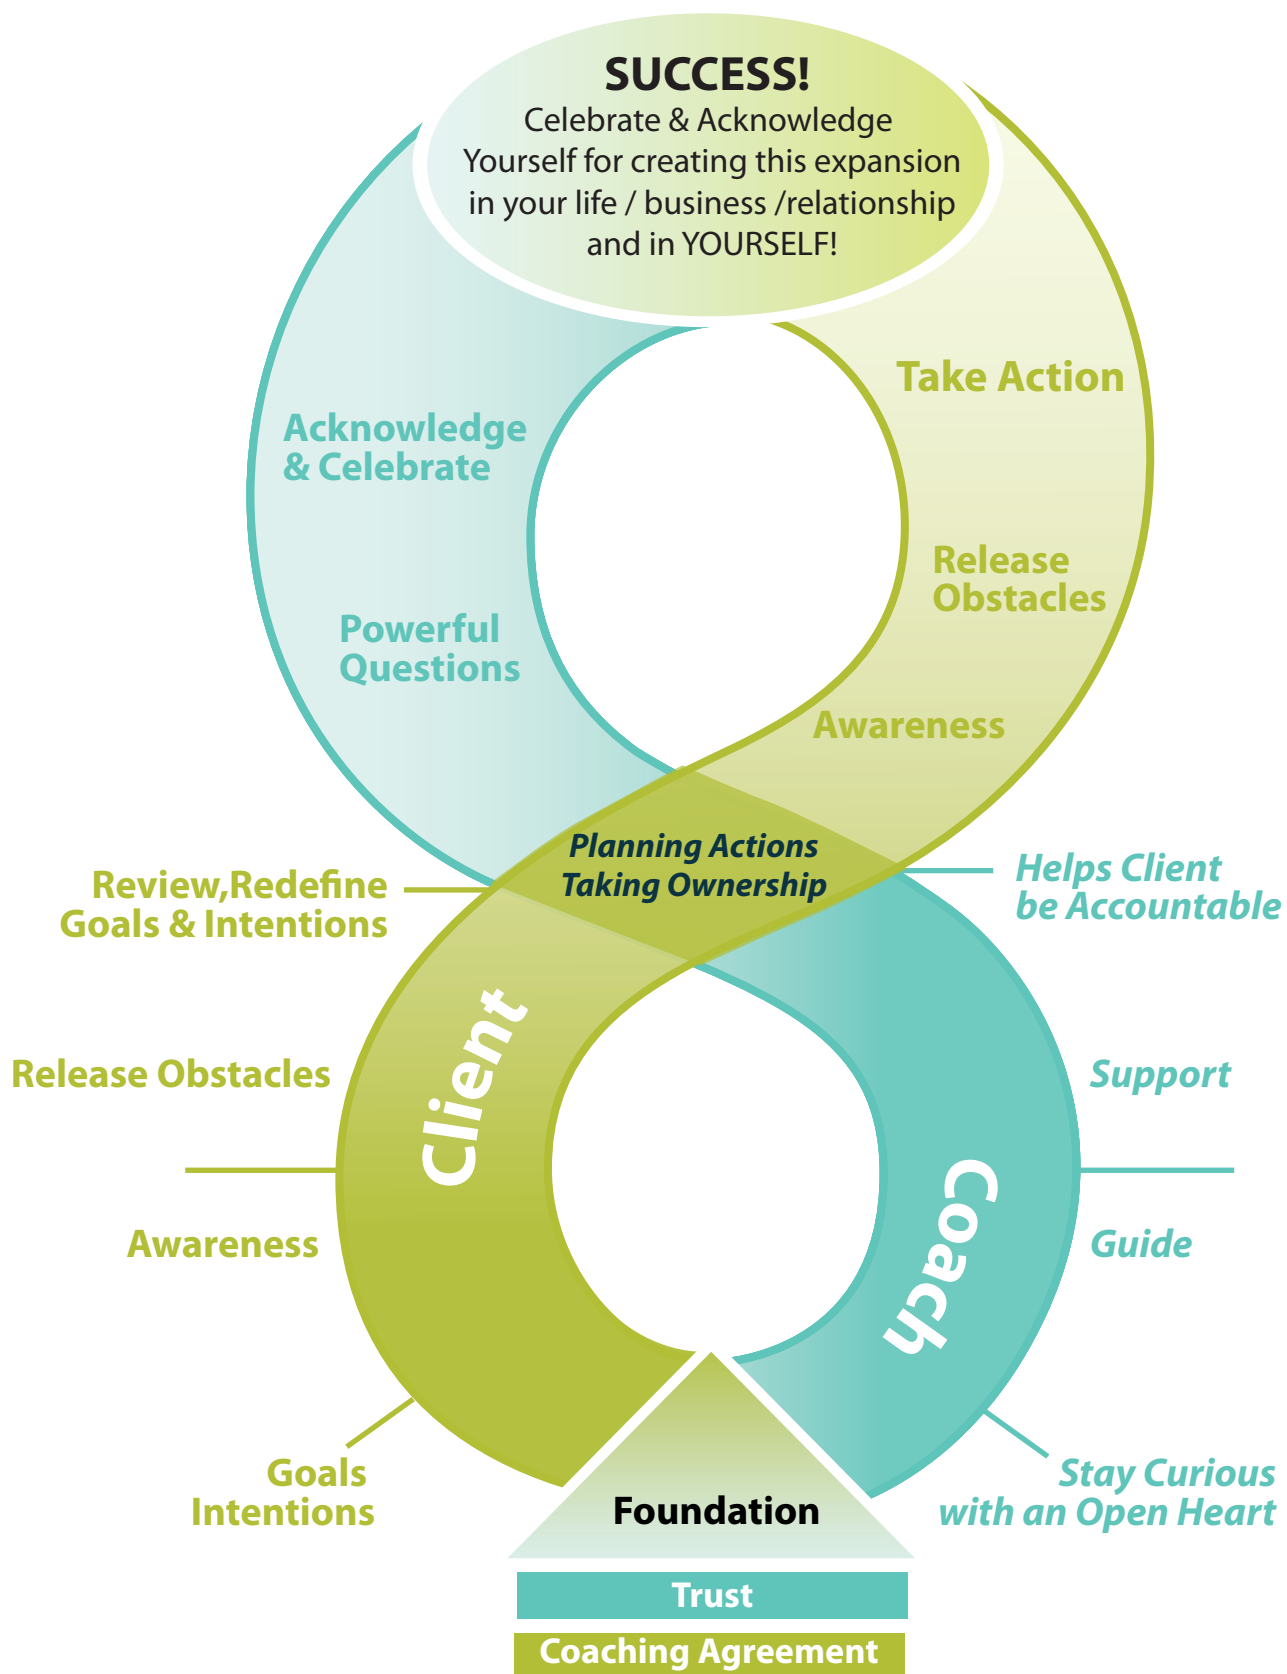 SUCCESS!
Celebrate & Acknowledge
Yourself for creating this expansion
in your life / business /relationship
and in YOURSELF!
Take Action
Acknowledge
& Celebrate
Release
Obstacles
Powerful
Questions
Awareness
Planning Actions
Taking Ownership
Review,Redefine
Goals & Intentions
Helps Client
be Accountable
Client
Release Obstacles
Support
Coach
Awareness
Guide
Goals
Intentions
Stay Curious
with an Open Heart
Foundation
Trust
Coaching Agreement